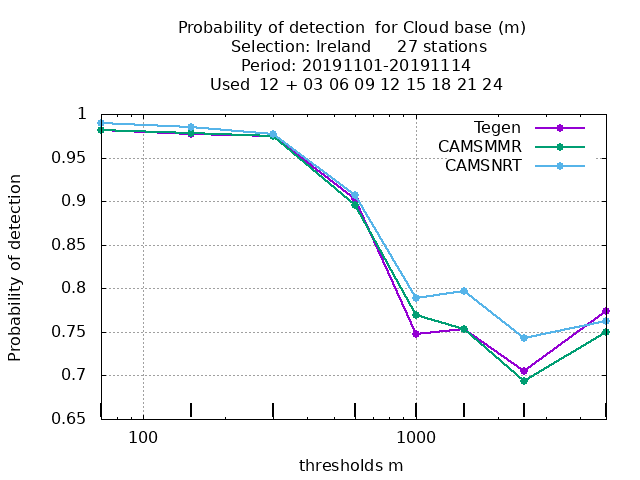 Probability of detection  for Cloud base (m)
Selection: Ireland     27 stations
Period: 20191101-20191114
Used  12 + 03 06 09 12 15 18 21 24
Tegen
CAMSMMR
CAMSNRT
1
0.95
0.9
0.85
0.8
0.75
0.7
0.65
Probability of detection
100
1000
thresholds m